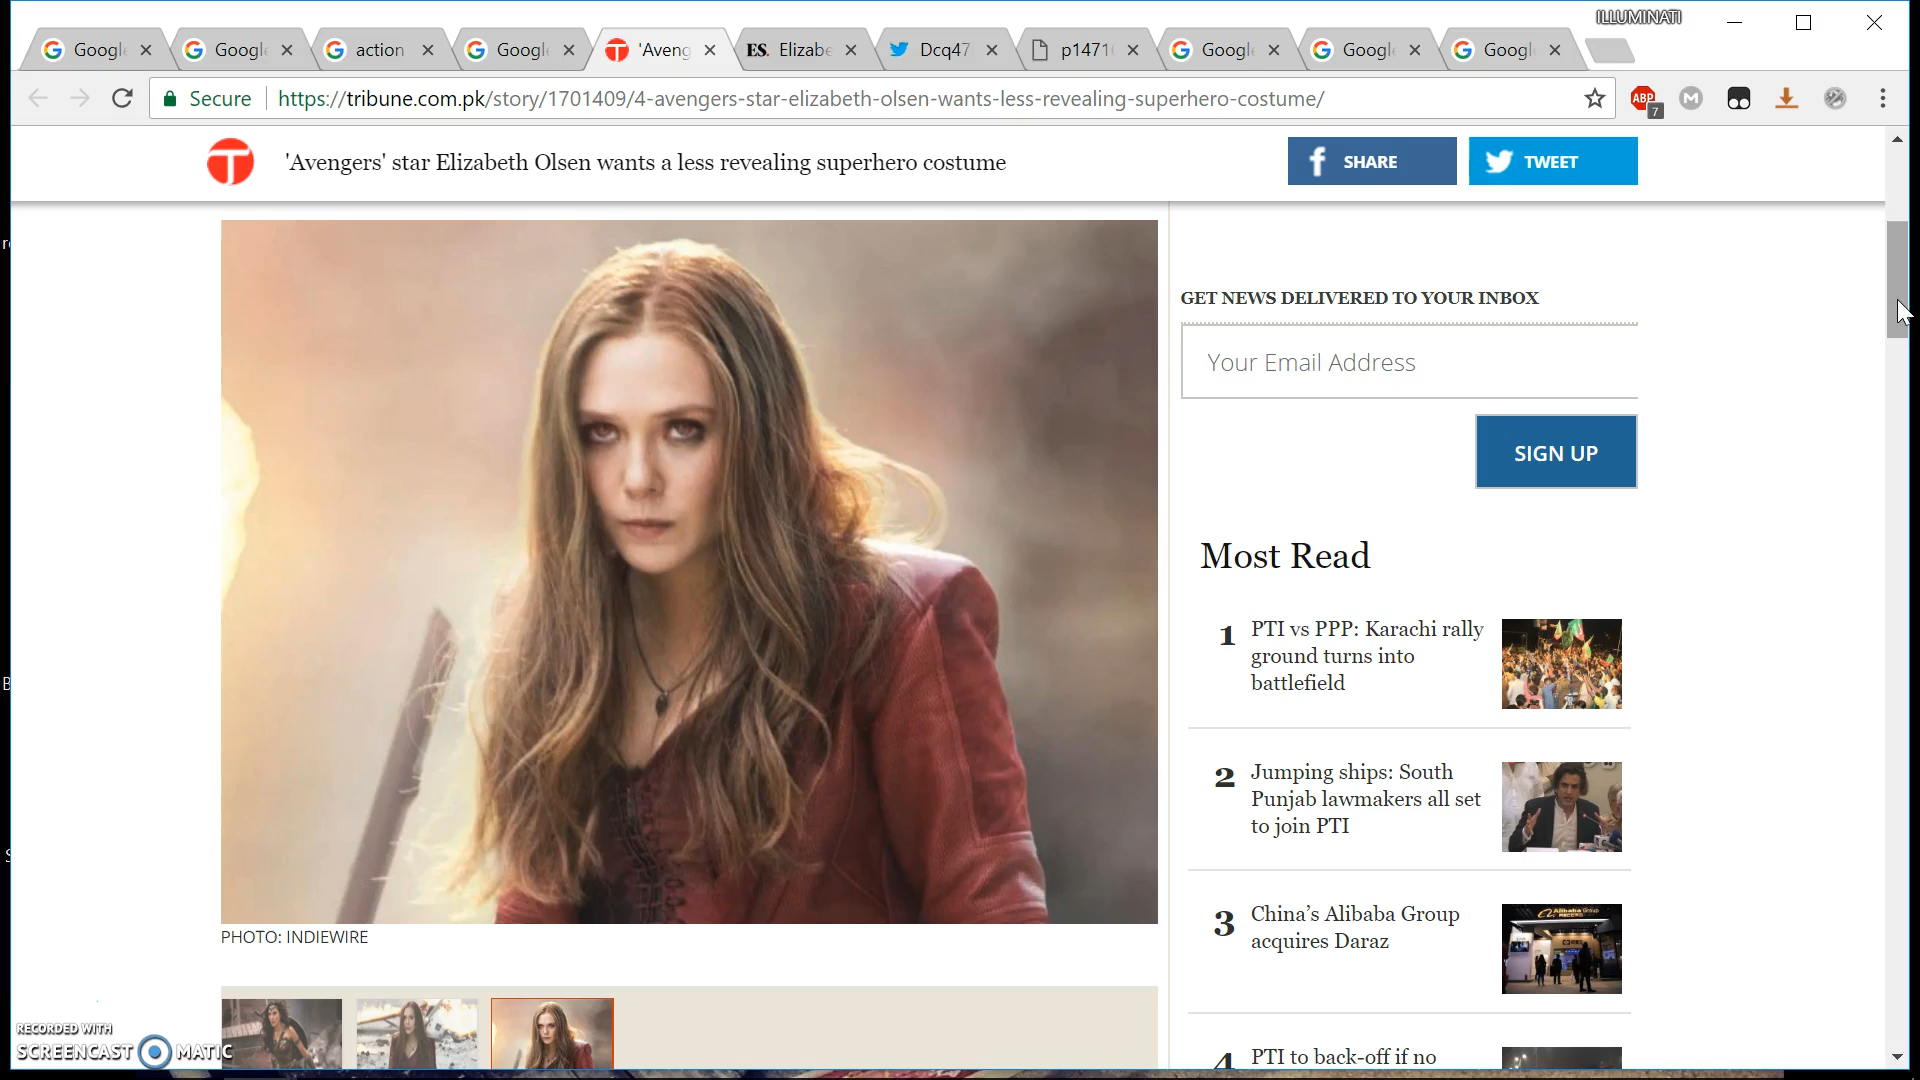 ILLUMINATI
Googl
Googl
action
Googl
'Aveng
ES. Elizabe
Dcq47
p1471
Googl
Googl
Googl
Secure
https://tribune.com.pk/story/1701409/4-avengers-star-elizabeth-olsen-wants-less-revealing-superhero-costume/
ABP
7
M
T 'Avengers' star Elizabeth Olsen wants a less revealing superhero costume
f SHARE
TWEET
GET NEWS DELIVERED TO YOUR INBOX
Your Email Address
SIGN UP
Most Read
1 PTI vs PPP: Karachi rally
ground turns into
battlefield
2 Jumping ships: South
Punjab lawmakers all set
to join PTI
3 China’s Alibaba Group
acquires Daraz
4 PTI to back-off if no
PHOTO: INDIEWIRE
RECORDED WITH
SCREENCAST MATIC